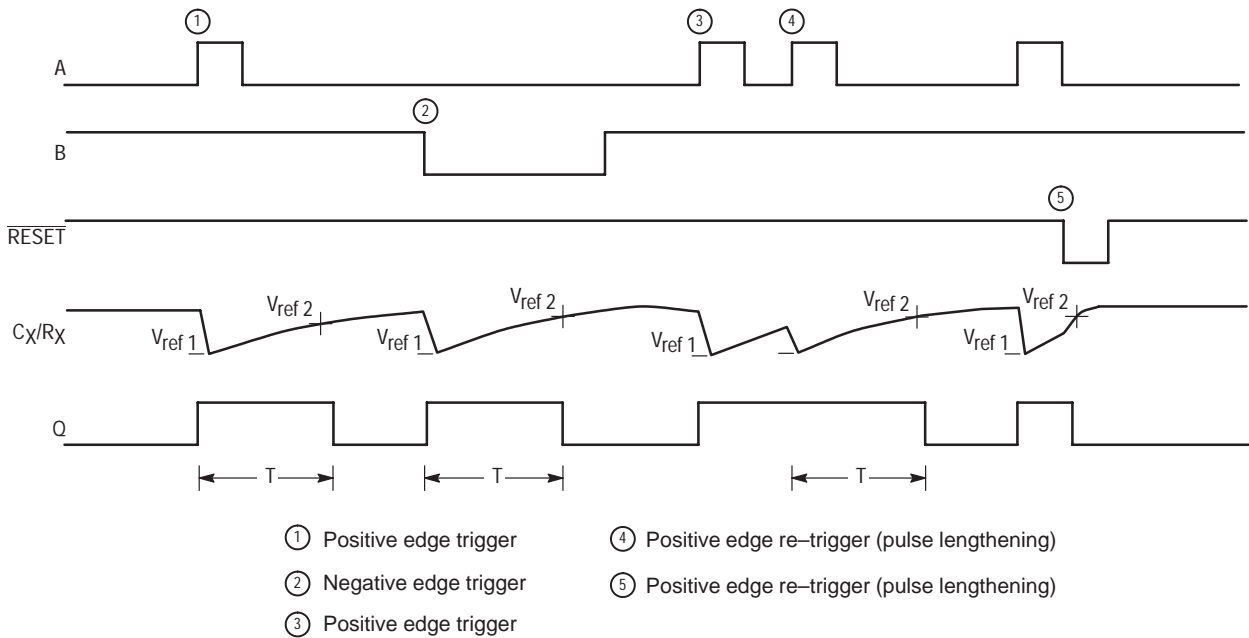 1 3 4
A
2
B
5
RESET
CX/RX
Vref 1 Vref 2 Vref 1 Vref 2 Vref 1 Vref 2 Vref 1 Vref 2
Q
T T T
1 Positive edge trigger
2 Negative edge trigger
3 Positive edge trigger
4 Positive edge re–trigger (pulse lengthening)
5 Positive edge re–trigger (pulse lengthening)